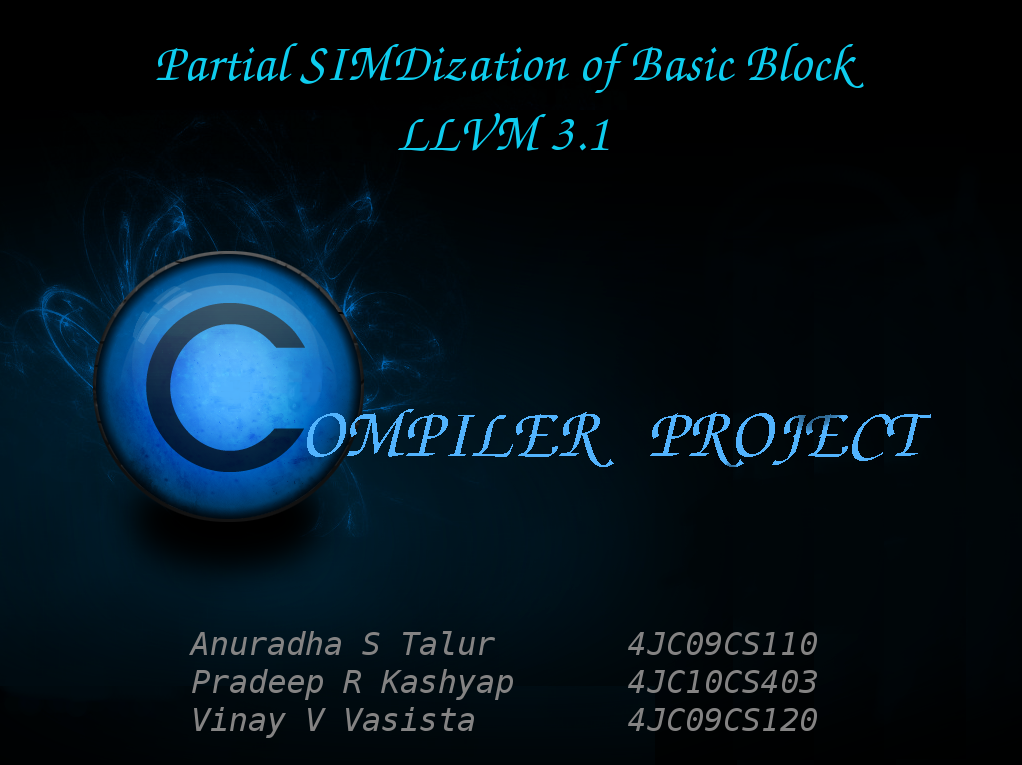 Partial SIMDization of Basic Block
LLVM 3.1
COMPILER PROJECT
Anuradha S Talur 4JC09CS110
Pradeep R Kashyap 4JC10CS403
Vinay V Vasista 4JC09CS120